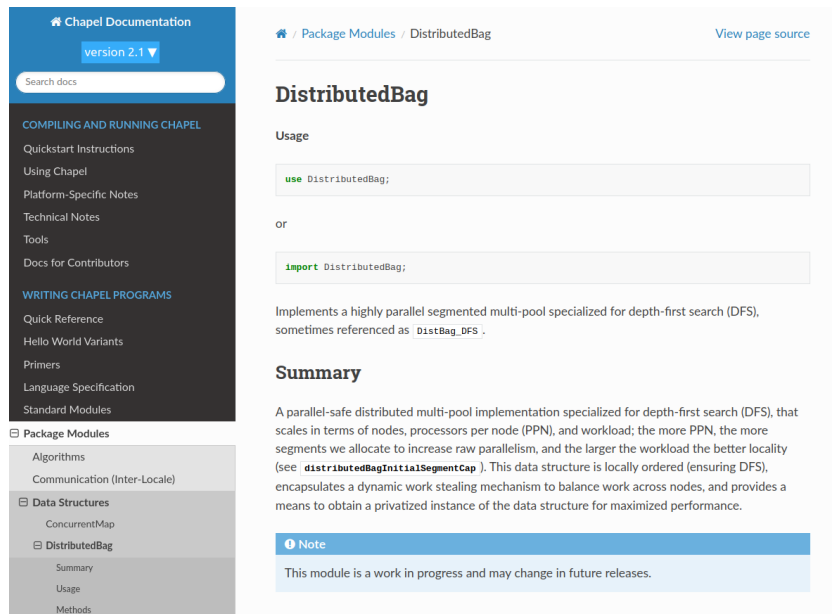 Chapel Documentation
version 2.1 ▼
Search docs
COMPILING AND RUNNING CHAPEL
Quickstart Instructions
Using Chapel
Platform-Specific Notes
Technical Notes
Tools
Docs for Contributors
WRITING CHAPEL PROGRAMS
Quick Reference
Hello World Variants
Primers
Language Specification
Standard Modules
Package Modules
Algorithms
Communication (Inter-Locale)
Data Structures
ConcurrentMap
DistributedBag
Summary
Usage
Methods
/ Package Modules / DistributedBag
View page source
DistributedBag
Usage
use DistributedBag;
or
import DistributedBag;
Implements a highly parallel segmented multi-pool specialized for depth-first search (DFS),
sometimes referenced as DistBag_DFS .
Summary
A parallel-safe distributed multi-pool implementation specialized for depth-first search (DFS), that
scales in terms of nodes, processors per node (PPN), and workload; the more PPN, the more
segments we allocate to increase raw parallelism, and the larger the workload the better locality
(see distributedBagInitialSegmentCap ). This data structure is locally ordered (ensuring DFS),
encapsulates a dynamic work stealing mechanism to balance work across nodes, and provides a
means to obtain a privatized instance of the data structure for maximized performance.
Note
This module is a work in progress and may change in future releases.